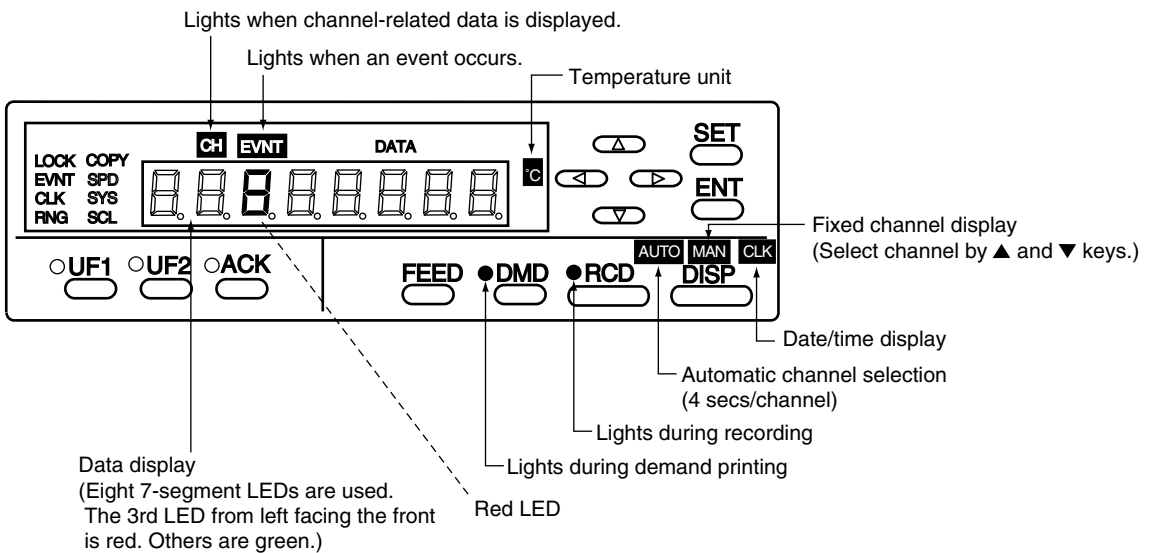 Lights when channel-related data is displayed.
Lights when an event occurs.
Temperature unit
CH EVNT DATA
°C
LOCK COPY
EVNT SPD
CLK SYS
RNG SCL
SET
ENT
Fixed channel display
(Select channel by ▲ and ▼ keys.)
AUTO MAN CLK
UF1 UF2 ACK
FEED DMD RCD DISP
Date/time display
Automatic channel selection
(4 secs/channel)
Lights during recording
Lights during demand printing
Data display
(Eight 7-segment LEDs are used.
The 3rd LED from left facing the front
is red. Others are green.)
Red LED